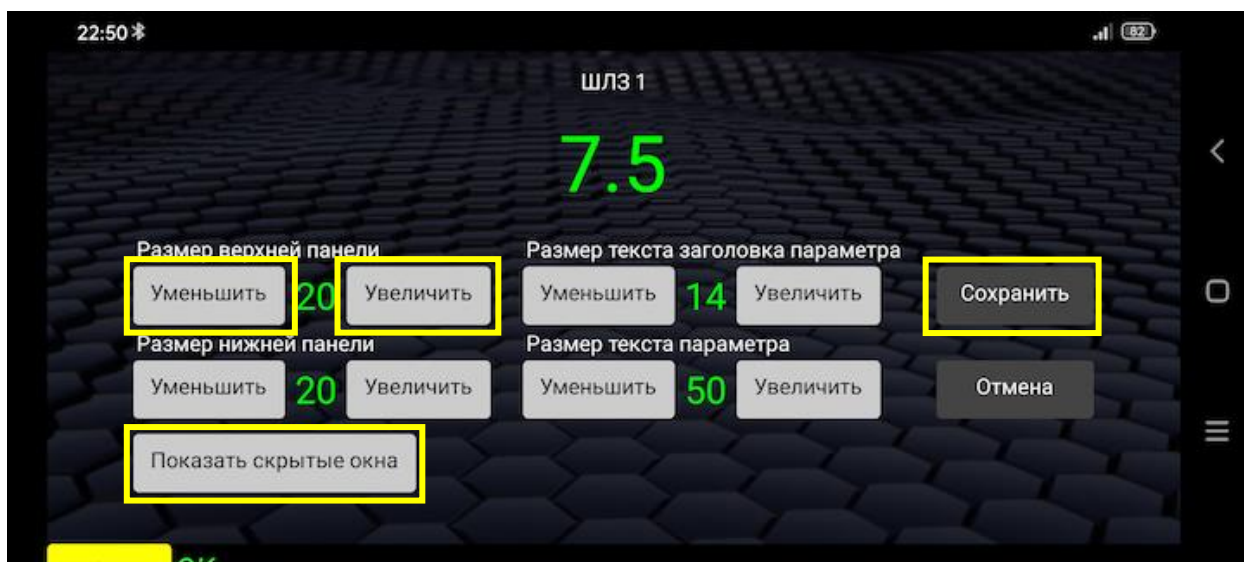 22:50
82
ШЛЗ 1
7.5
Размер верхней панели
Размер текста заголовка параметра
Уменьшить 20 Увеличить
Уменьшить 14 Увеличить
Сохранить
Размер нижней панели
Размер текста параметра
Уменьшить 20 Увеличить
Уменьшить 50 Увеличить
Отмена
Показать скрытые окна